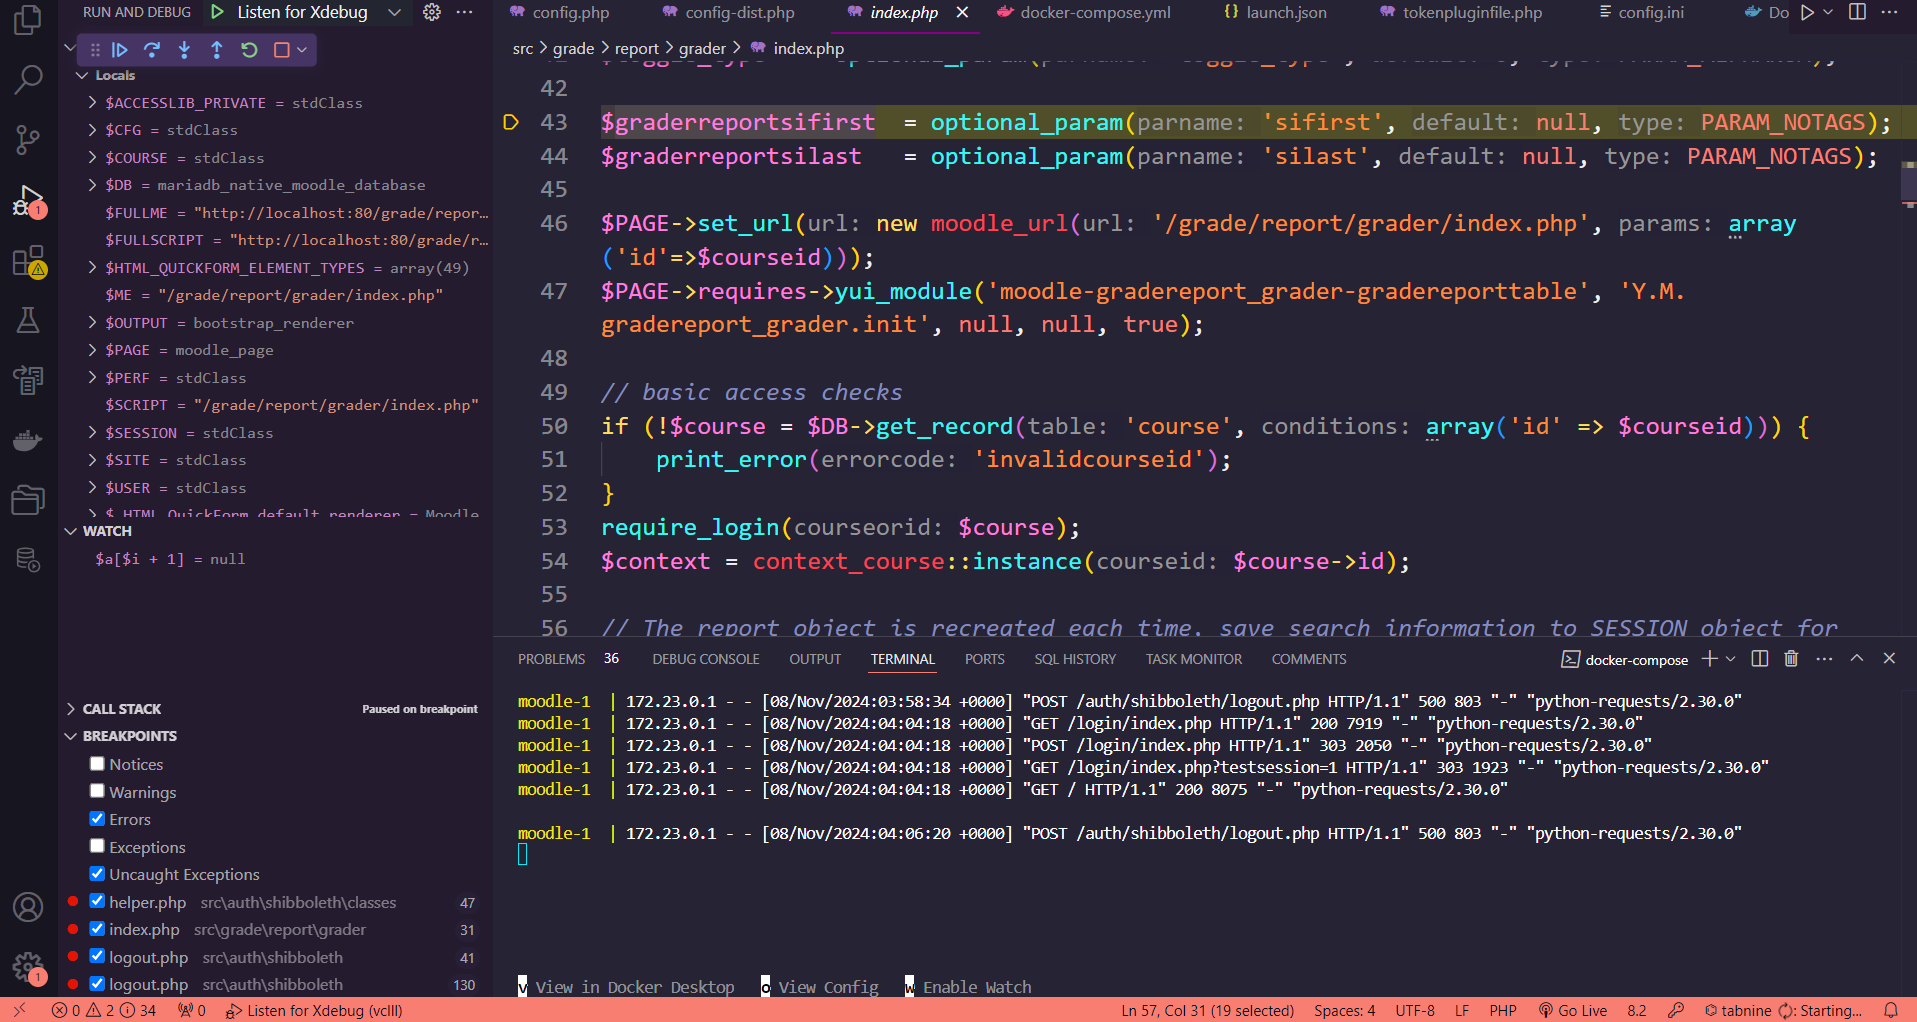 RUN AND DEBUG
Listen for Xdebug
Locals
$ACCESSLIB_PRIVATE = stdClass
$CFG = stdClass
$COURSE = stdClass
$DB = mariadb_native_moodle_database
$FULLME = "http://localhost:80/grade/repor…
$FULLSCRIPT = "http://localhost:80/grade/r…
$HTML_QUICKFORM_ELEMENT_TYPES = array(49)
$ME = "/grade/report/grader/index.php"
$OUTPUT = bootstrap_renderer
$PAGE = moodle_page
$PERF = stdClass
$SCRIPT = "/grade/report/grader/index.php"
$SESSION = stdClass
$SITE = stdClass
$USER = stdClass
$_HTML_QuickForm_default_renderer = Moodle
WATCH
$a[$i + 1] = null
CALL STACK Paused on breakpoint
BREAKPOINTS
Notices
Warnings
Errors
Exceptions
Uncaught Exceptions
helper.php src\auth\shibboleth\classes 47
index.php src\grade\report\grader 31
logout.php src\auth\shibboleth 41
logout.php src\auth\shibboleth 130
1
1
config.php config-dist.php index.php docker-compose.yml launch.json tokenpluginfile.php config.ini Do
src > grade > report > grader > index.php
42
43 $graderreportsifirst = optional_param(parname: 'sifirst', default: null, type: PARAM_NOTAGS);
44 $graderreportsilast = optional_param(parname: 'silast', default: null, type: PARAM_NOTAGS);
45
46 $PAGE->set_url(url: new moodle_url(url: '/grade/report/grader/index.php', params: array
('id'=>$courseid)));
47 $PAGE->requires->yui_module('moodle-gradereport_grader-gradereporttable', 'Y.M.
gradereport_grader.init', null, null, true);
48
49 // basic access checks
50 if (!$course = $DB->get_record(table: 'course', conditions: array('id' => $courseid))) {
51 print_error(errorcode: 'invalidcourseid');
52 }
53 require_login(courseorid: $course);
54 $context = context_course::instance(courseid: $course->id);
55
56 // The report object is recreated each time, save search information to SESSION object for
PROBLEMS 36 DEBUG CONSOLE OUTPUT TERMINAL PORTS SQL HISTORY TASK MONITOR COMMENTS docker-compose
moodle-1 | 172.23.0.1 - - [08/Nov/2024:03:58:34 +0000] "POST /auth/shibboleth/logout.php HTTP/1.1" 500 803 "-" "python-requests/2.30.0"
moodle-1 | 172.23.0.1 - - [08/Nov/2024:04:04:18 +0000] "GET /login/index.php HTTP/1.1" 200 7919 "-" "python-requests/2.30.0"
moodle-1 | 172.23.0.1 - - [08/Nov/2024:04:04:18 +0000] "POST /login/index.php HTTP/1.1" 303 2050 "-" "python-requests/2.30.0"
moodle-1 | 172.23.0.1 - - [08/Nov/2024:04:04:18 +0000] "GET /login/index.php?testsession=1 HTTP/1.1" 303 1923 "-" "python-requests/2.30.0"
moodle-1 | 172.23.0.1 - - [08/Nov/2024:04:04:18 +0000] "GET / HTTP/1.1" 200 8075 "-" "python-requests/2.30.0"
moodle-1 | 172.23.0.1 - - [08/Nov/2024:04:06:20 +0000] "POST /auth/shibboleth/logout.php HTTP/1.1" 500 803 "-" "python-requests/2.30.0"
v View in Docker Desktop o View Config w Enable Watch
0 2 34 0 Listen for Xdebug (vclll) Ln 57, Col 31 (19 selected) Spaces: 4 UTF-8 LF PHP Go Live 8.2 tabnine : Starting...